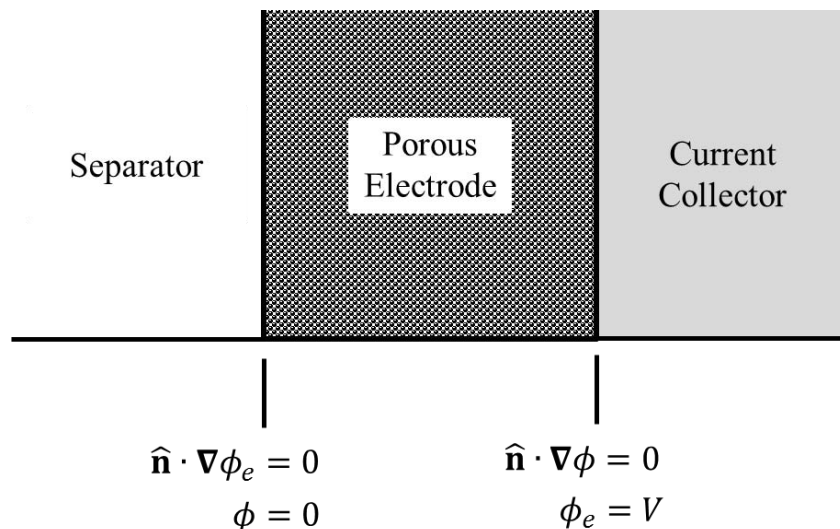 Separator
Porous
Electrode
Current
Collector
n̂ · ∇ϕₑ = 0
ϕ = 0
n̂ · ∇ϕ = 0
ϕₑ = V